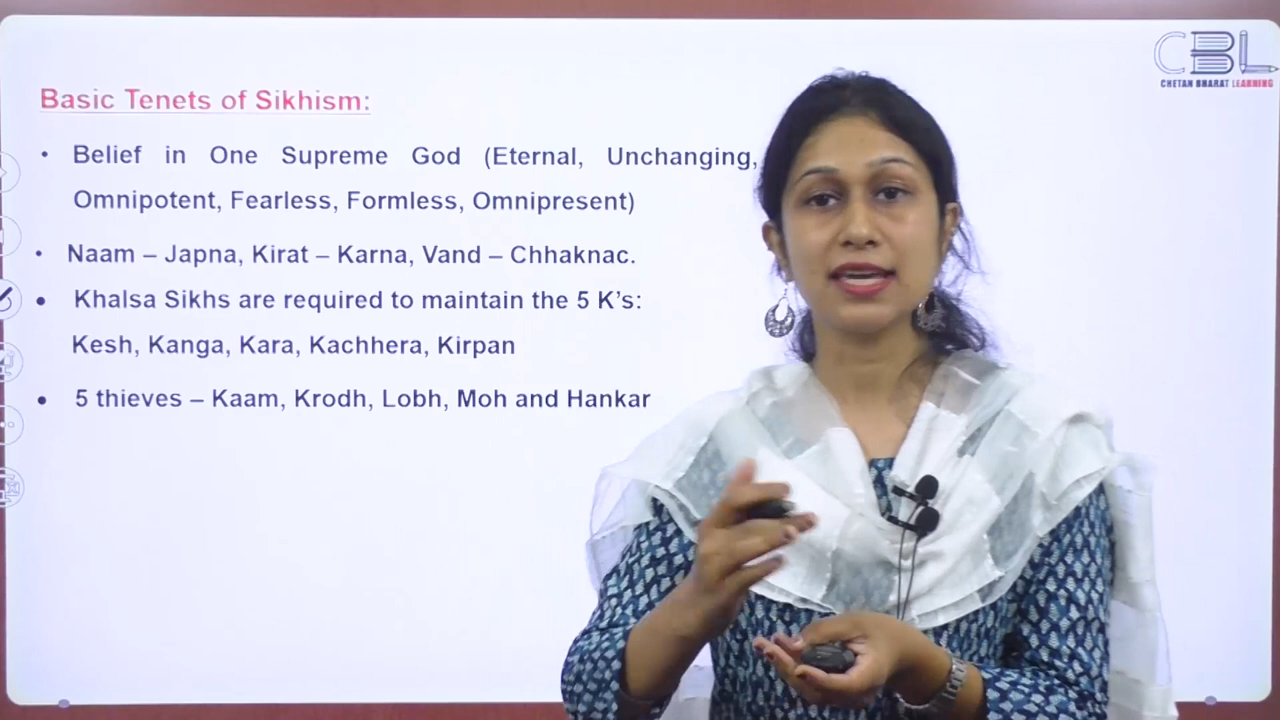 CBL
CHETAN BHARAT LEARNING
Basic Tenets of Sikhism:
• Belief in One Supreme God (Eternal, Unchanging,
Omnipotent, Fearless, Formless, Omnipresent)
• Naam – Japna, Kirat – Karna, Vand – Chhaknac.
• Khalsa Sikhs are required to maintain the 5 K's:
Kesh, Kanga, Kara, Kachhera, Kirpan
• 5 thieves – Kaam, Krodh, Lobh, Moh and Hankar